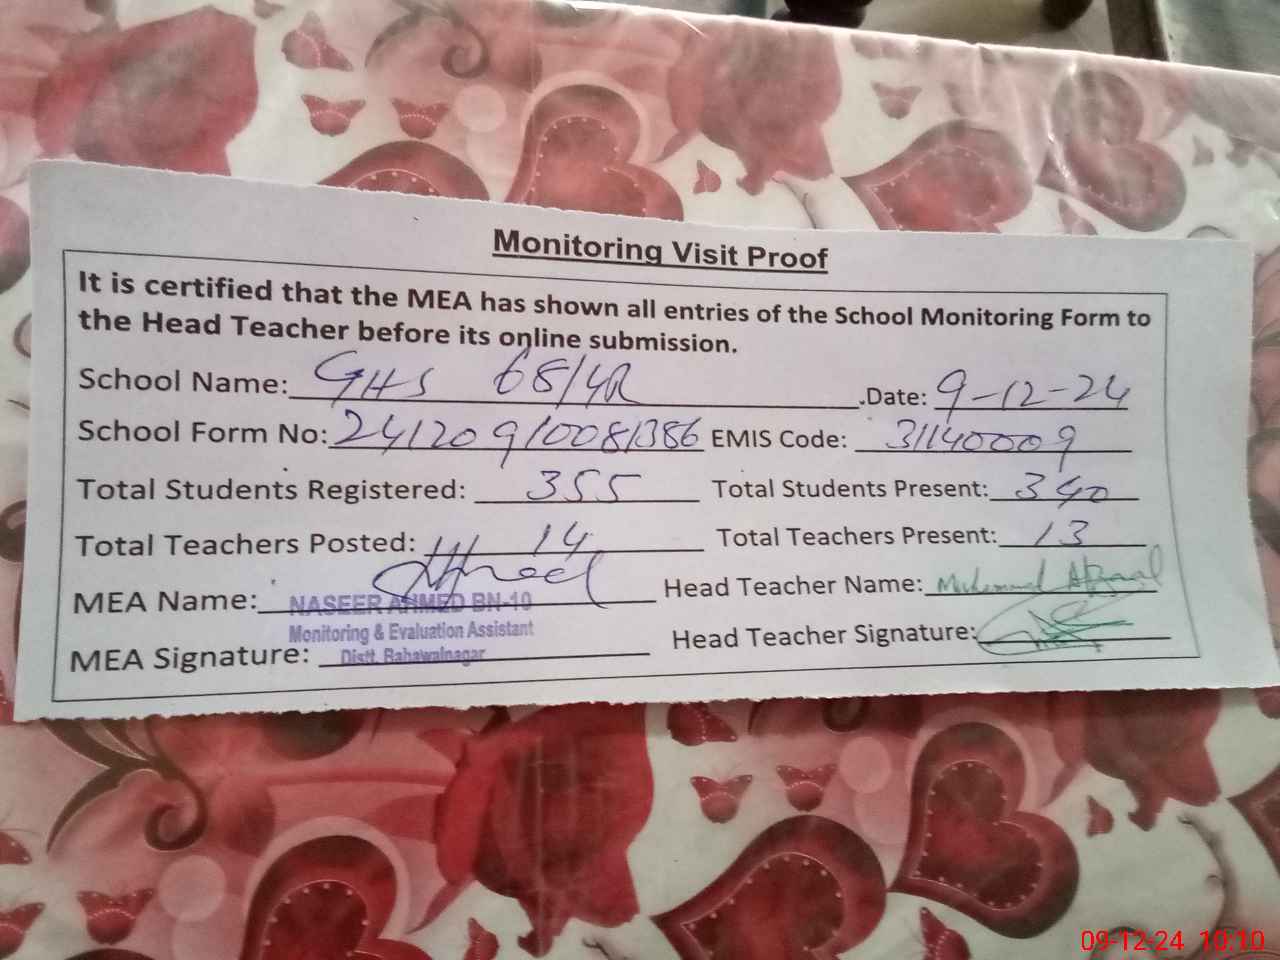 Monitoring Visit Proof
It is certified that the MEA has shown all entries of the School Monitoring Form to
the Head Teacher before its online submission.
School Name: GHS 68/4R .Date: 9-12-24
School Form No: 241209100081386 EMIS Code: 31140009
Total Students Registered: 355 Total Students Present: 340
Total Teachers Posted: 14 Total Teachers Present: 13
MEA Name: NASEER AHMED BN-10 Head Teacher Name: Muhammad Afzaal
Monitoring & Evaluation Assistant
MEA Signature: Distt. Bahawalnagar Head Teacher Signature:
09-12-24 10:10